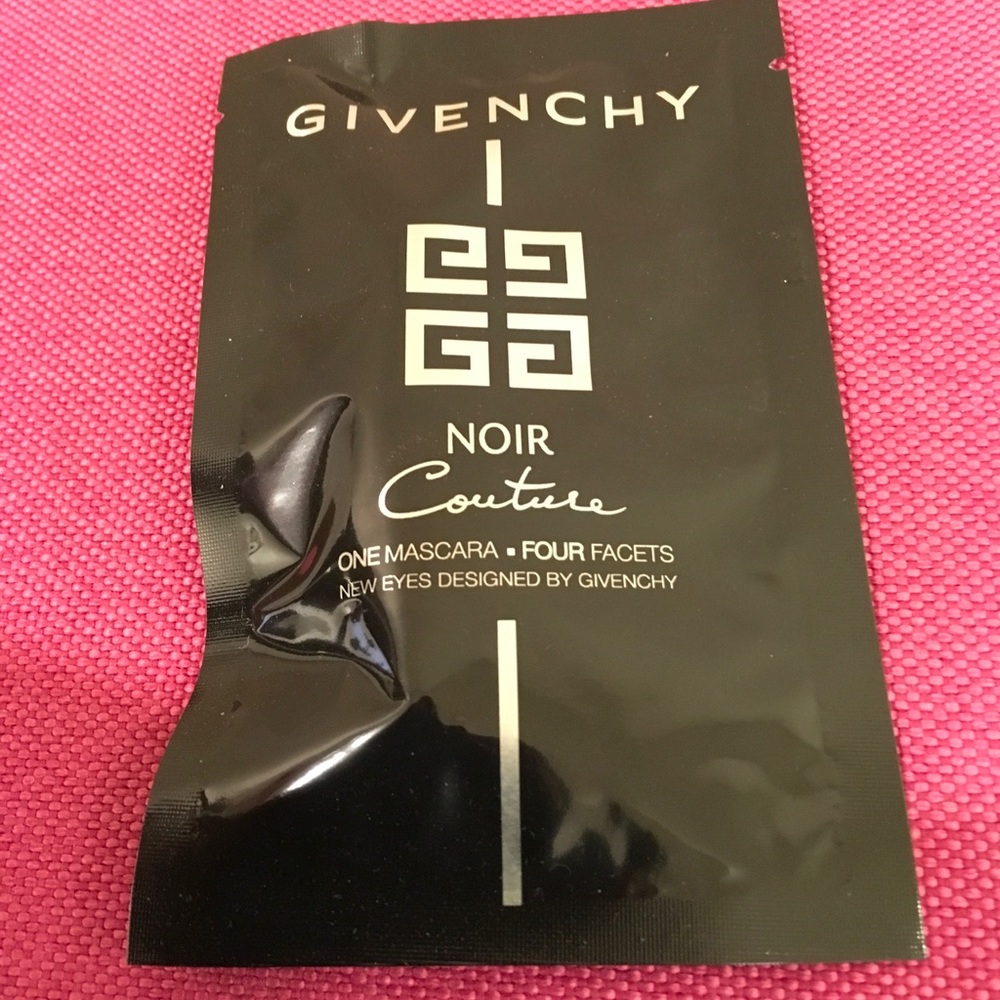 GIVENCHY
NOIR
Couture
ONE MASCARA ▪ FOUR FACETS
NEW EYES DESIGNED BY GIVENCHY